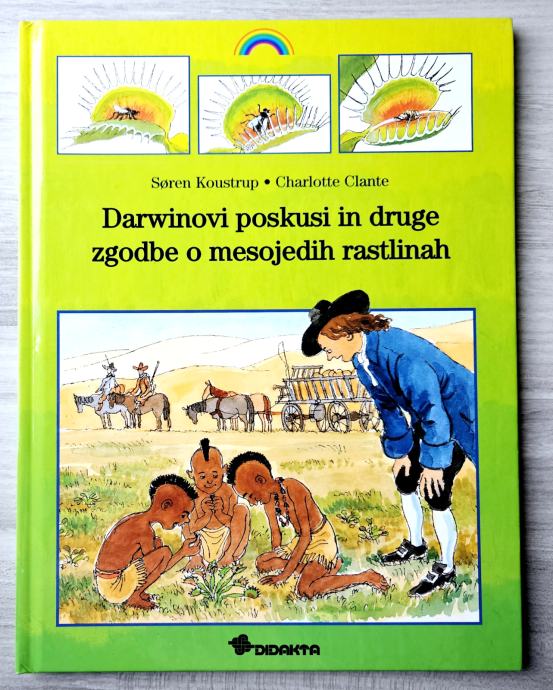 Søren Koustrup • Charlotte Clante
Darwinovi poskusi in druge
zgodbe o mesojedih rastlinah
DIDAKTA